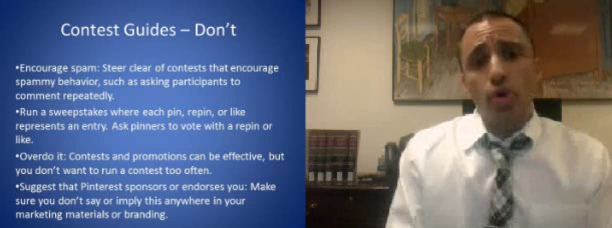 Contest Guides – Don't
•Encourage spam: Steer clear of contests that encourage
spammy behavior, such as asking participants to
comment repeatedly.
•Run a sweepstakes where each pin, repin, or like
represents an entry. Ask pinners to vote with a repin or
like.
•Overdo it: Contests and promotions can be effective, but
you don't want to run a contest too often.
•Suggest that Pinterest sponsors or endorses you: Make
sure you don't say or imply this anywhere in your
marketing materials or branding.